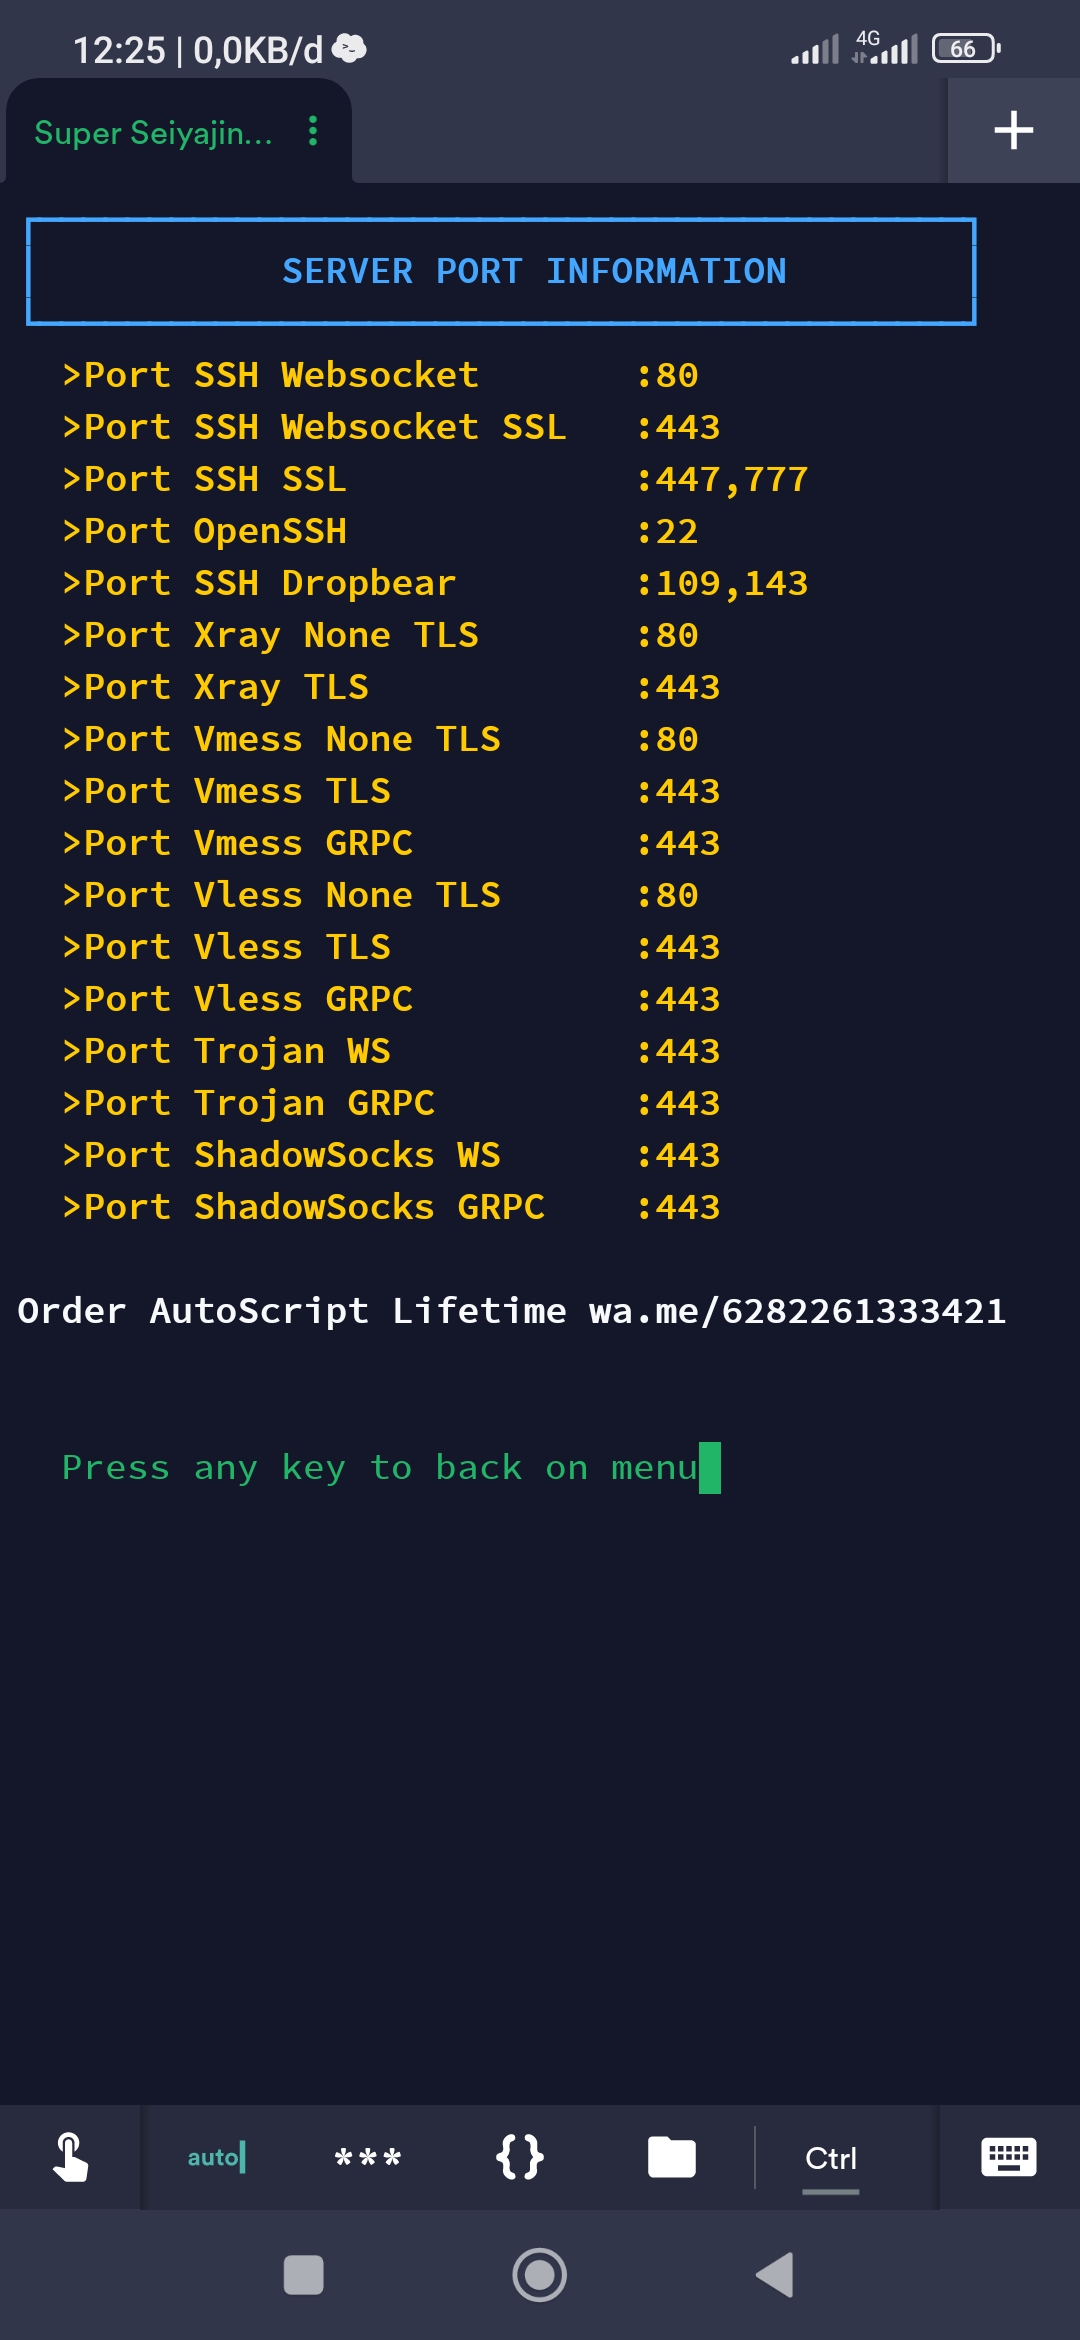 12:25 | 0,0KB/d
4G
66
Super Seiyajin...
SERVER PORT INFORMATION
>Port SSH Websocket :80
>Port SSH Websocket SSL :443
>Port SSH SSL :447,777
>Port OpenSSH :22
>Port SSH Dropbear :109,143
>Port Xray None TLS :80
>Port Xray TLS :443
>Port Vmess None TLS :80
>Port Vmess TLS :443
>Port Vmess GRPC :443
>Port Vless None TLS :80
>Port Vless TLS :443
>Port Vless GRPC :443
>Port Trojan WS :443
>Port Trojan GRPC :443
>Port ShadowSocks WS :443
>Port ShadowSocks GRPC :443
Order AutoScript Lifetime wa.me/6282261333421
Press any key to back on menu
auto
***
{}
Ctrl